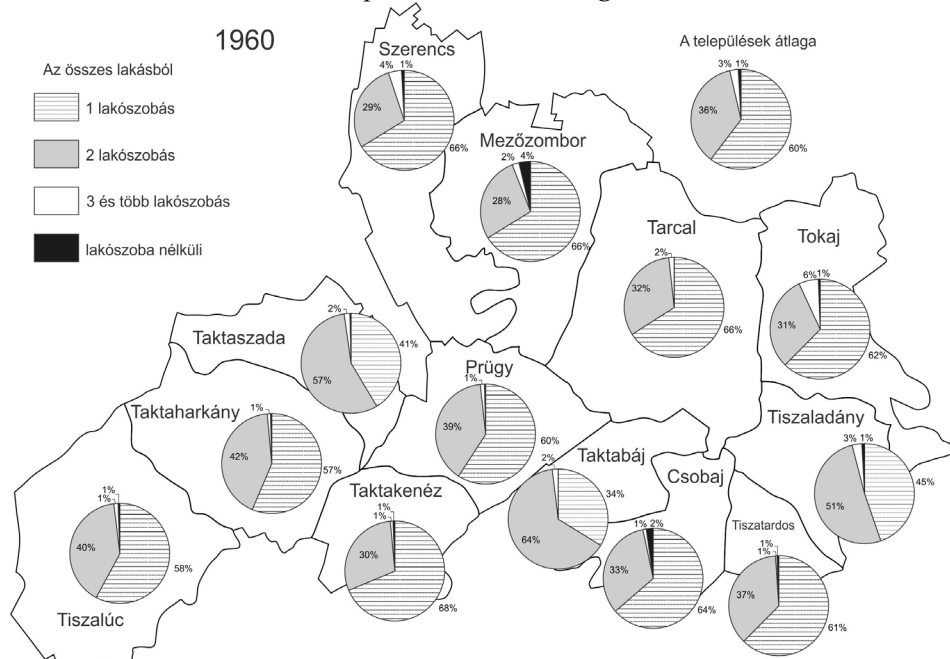 1960
Az összes lakásból
1 lakószobás
2 lakószobás
3 és több lakószobás
lakószoba nélküli
Szerencs
4%
1%
29%
66%
A települések átlaga
3%
1%
36%
60%
Mezőzombor
2%
4%
28%
66%
Tarcal
2%
32%
66%
Tokaj
6%
1%
31%
62%
Taktaszada
2%
41%
57%
Prügy
1%
39%
60%
Taktaharkány
1%
42%
57%
Tiszaladány
3%
1%
45%
51%
Taktabáj
2%
34%
64%
Csobaj
1%
2%
33%
64%
Taktakenéz
1%
1%
30%
68%
Tiszatardos
1%
1%
37%
61%
1%
1%
40%
58%
Tiszalúc